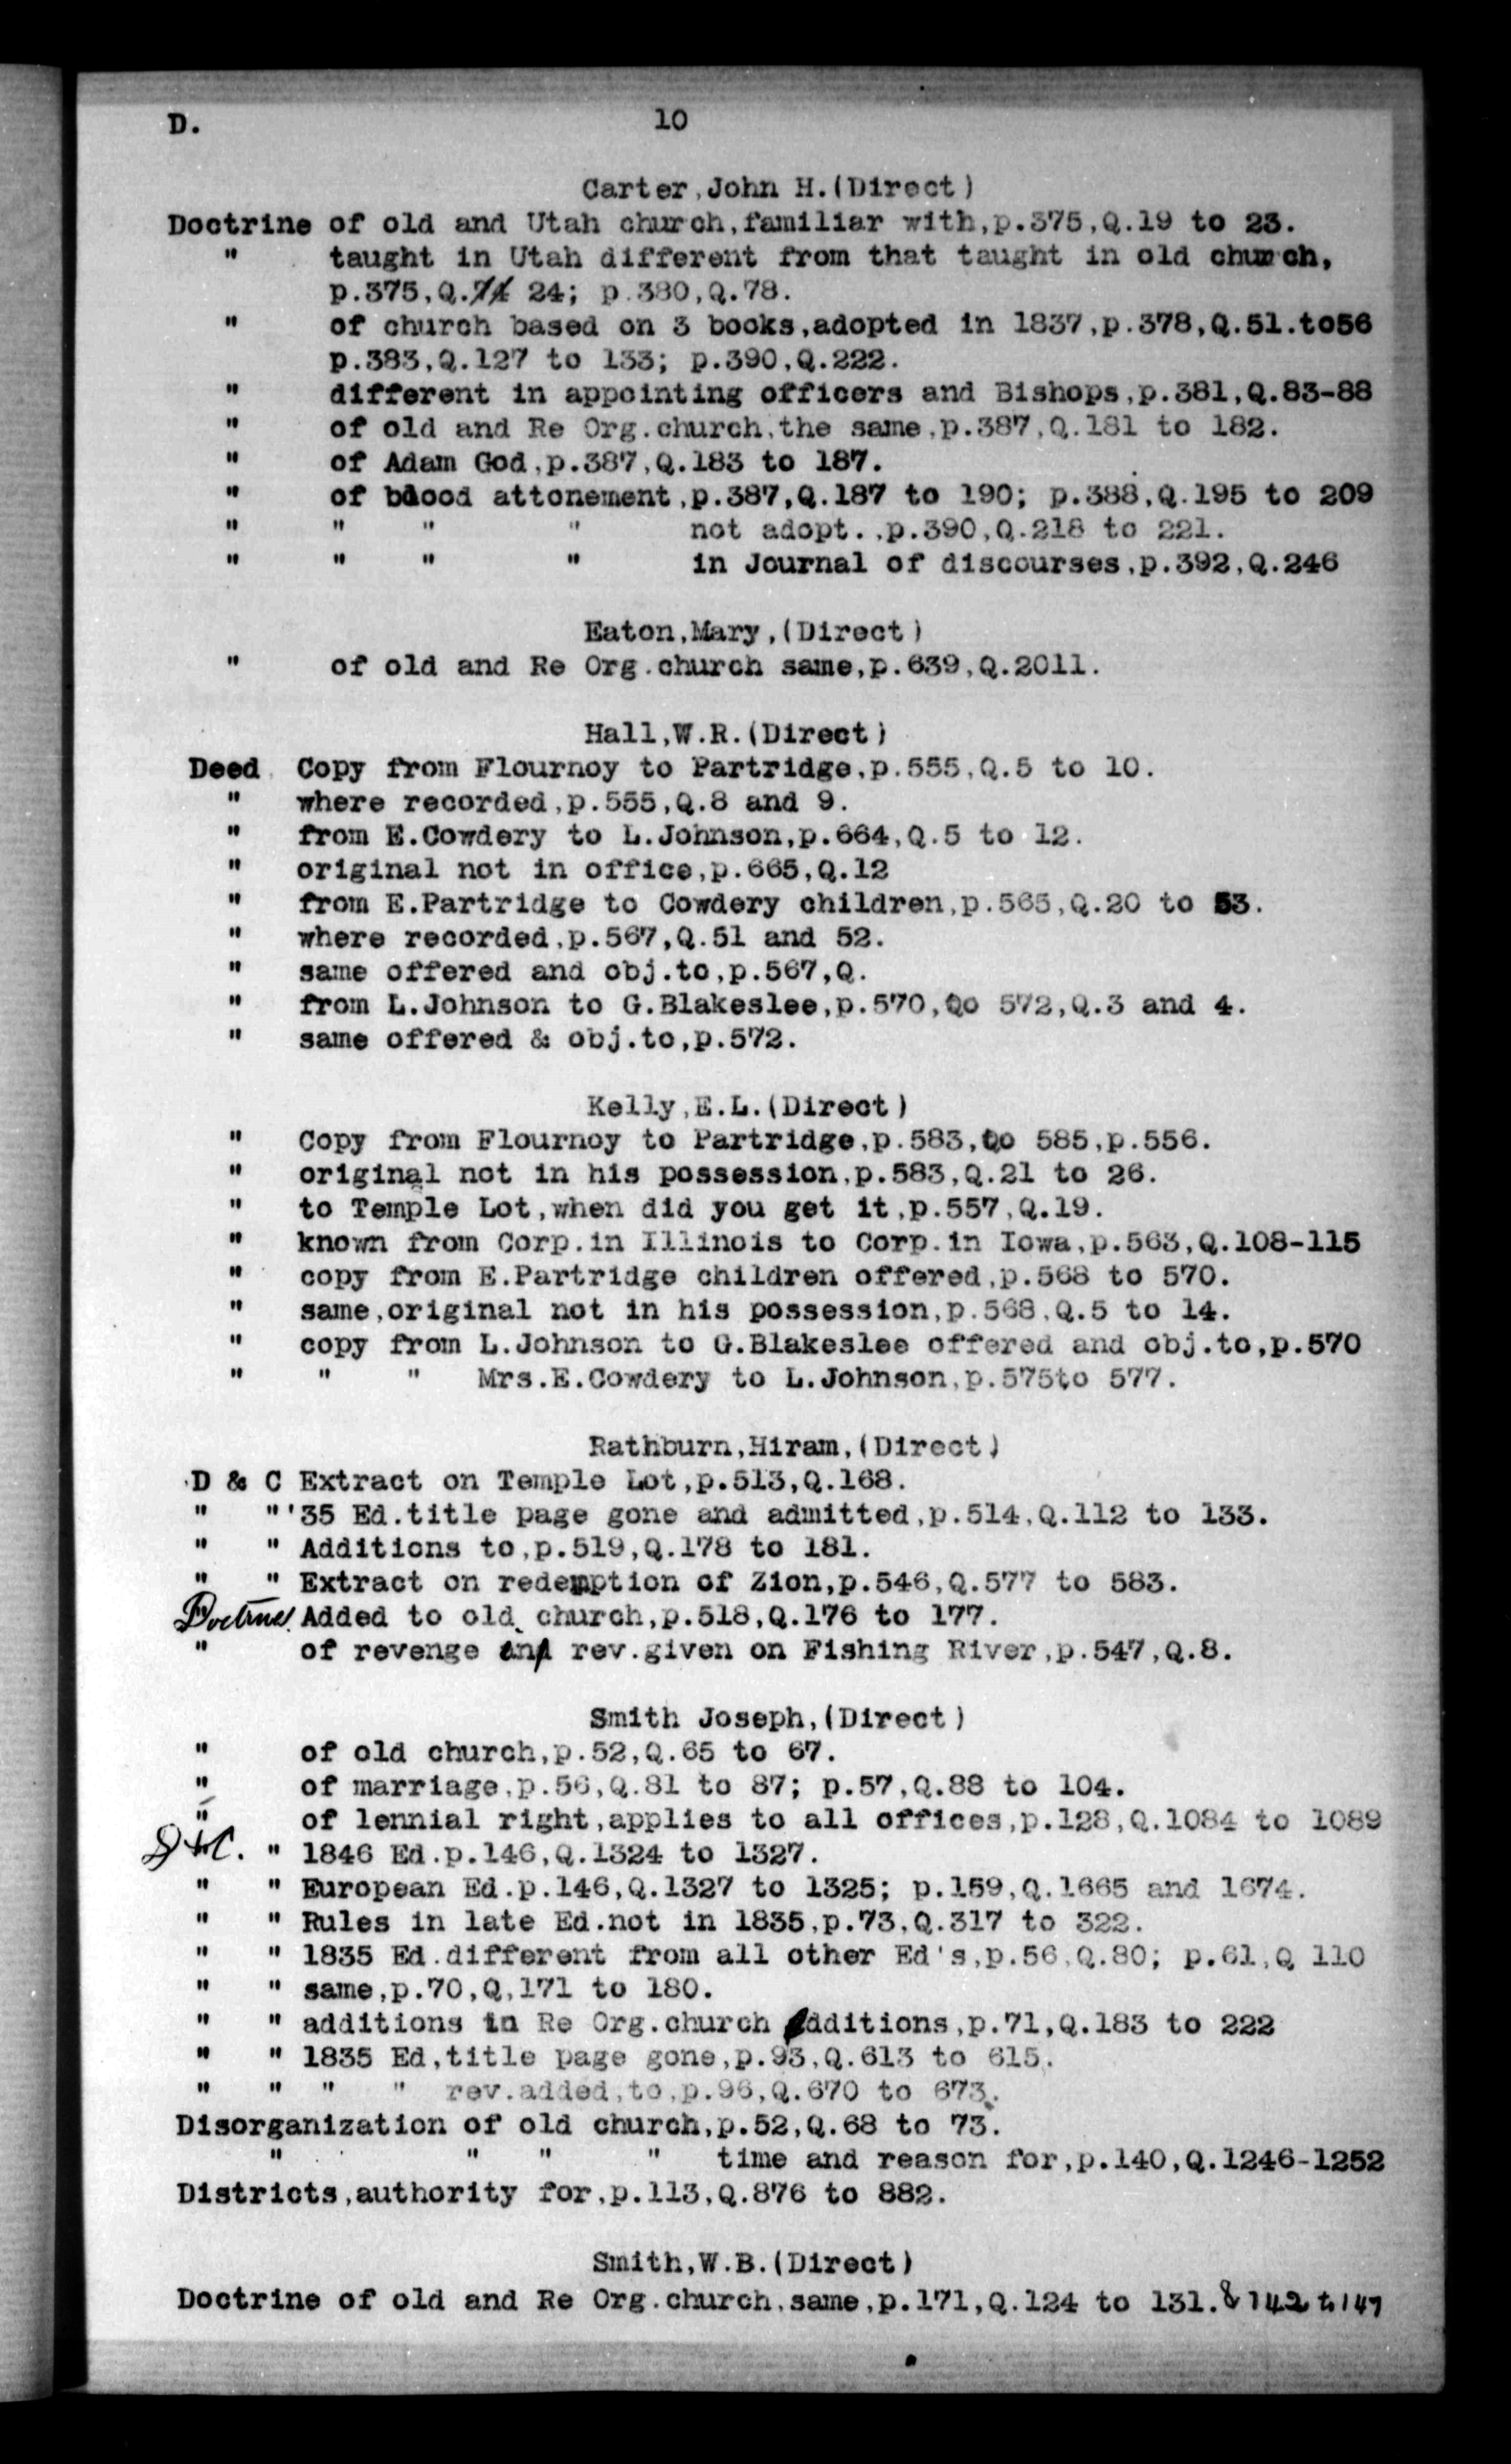 D. 10
Carter,John H.(Direct)
Doctrine of old and Utah church,familiar with,p.375,Q.19 to 23.
" taught in Utah different from that taught in old church,
p.375,Q. 24; p.380,Q.78.
" of church based on 3 books,adopted in 1837,p.378,Q.51.to56
p.383,Q.127 to 133; p.390,Q.222.
" different in appointing officers and Bishops,p.381,Q.83-88
" of old and Re Org.church,the same,p.387,Q.181 to 182.
" of Adam God,p.387,Q.183 to 187.
" of blood attonement,p.387,Q.187 to 190; p.388,Q.195 to 209
" " " " not adopt.,p.390,Q.218 to 221.
" " " " in Journal of discourses,p.392,Q.246
Eaton,Mary,(Direct)
" of old and Re Org.church same,p.639,Q.2011.
Hall,W.R.(Direct)
Deed Copy from Flournoy to Partridge,p.555,Q.5 to 10.
" where recorded,p.555,Q.8 and 9.
" from E.Cowdery to L.Johnson,p.664,Q.5 to 12.
" original not in office,p.665,Q.12
" from E.Partridge to Cowdery children,p.565,Q.20 to 53.
" where recorded,p.567,Q.51 and 52.
" same offered and obj.to,p.567,Q.
" from L.Johnson to G.Blakeslee,p.570,to 572,Q.3 and 4.
" same offered & obj.to,p.572.
Kelly,E.L.(Direct)
" Copy from Flournoy to Partridge,p.583,to 585,p.556.
" original not in his possession,p.583,Q.21 to 26.
" to Temple Lot,when did you get it,p.557,Q.19.
" known from Corp.in Illinois to Corp.in Iowa,p.563,Q.108-115
" copy from E.Partridge children offered,p.568 to 570.
" same,original not in his possession,p.568,Q.5 to 14.
" copy from L.Johnson to G.Blakeslee offered and obj.to,p.570
" " " Mrs.E.Cowdery to L.Johnson,p.575to 577.
Rathburn,Hiram,(Direct)
D & C Extract on Temple Lot,p.513,Q.168.
" "'35 Ed.title page gone and admitted,p.514,Q.112 to 133.
" " Additions to,p.519,Q.178 to 181.
" " Extract on redemption of Zion,p.546,Q.577 to 583.
Doctrines. Added to old church,p.518,Q.176 to 177.
" of revenge in rev.given on Fishing River,p.547,Q.8.
Smith Joseph,(Direct)
" of old church,p.52,Q.65 to 67.
" of marriage,p.56,Q.81 to 87; p.57,Q.88 to 104.
" of lennial right,applies to all offices,p.128,Q.1084 to 1089
D+C. " 1846 Ed.p.146,Q.1324 to 1327.
" " European Ed.p.146,Q.1327 to 1325; p.159,Q.1665 and 1674.
" " Rules in late Ed.not in 1835,p.73,Q.317 to 322.
" " 1835 Ed.different from all other Ed's,p.56,Q.80; p.61,Q 110
" " same,p.70,Q,171 to 180.
" " additions in Re Org.church additions,p.71,Q.183 to 222
" " 1835 Ed,title page gone,p.93,Q.613 to 615.
" " " " rev.added,to,p.96,Q.670 to 673.
Disorganization of old church,p.52,Q.68 to 73.
" " " " time and reason for,p.140,Q.1246-1252
Districts,authority for,p.113,Q.876 to 882.
Smith,W.B.(Direct)
Doctrine of old and Re Org.church,same,p.171,Q.124 to 131.& 142 to 147